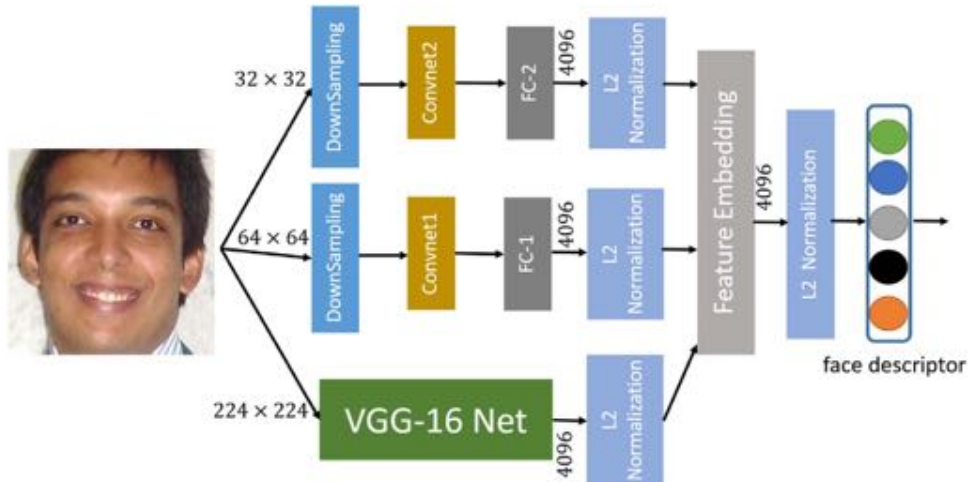 32 × 32
DownSampling
Convnet2
FC-2
4096
L2
Normalization
64 × 64
DownSampling
Convnet1
FC-1
4096
L2
Normalization
224 × 224
VGG-16 Net
4096
L2
Normalization
Feature Embedding
4096
L2 Normalization
face descriptor